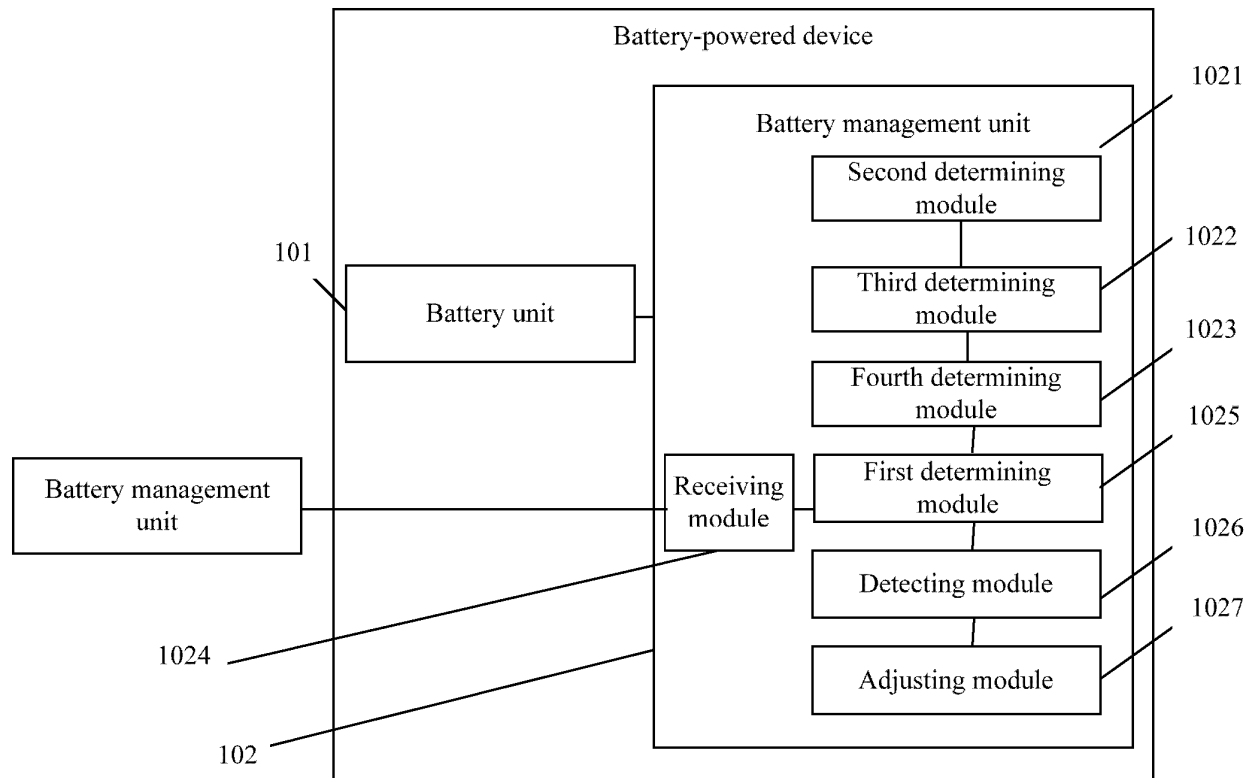 Battery-powered device
1021
Battery management unit
Second determining
module
1022
101
Third determining
module
Battery unit
1023
Fourth determining
module
1025
Battery management
unit
Receiving
module
First determining
module
1026
Detecting module
1027
1024
Adjusting module
102